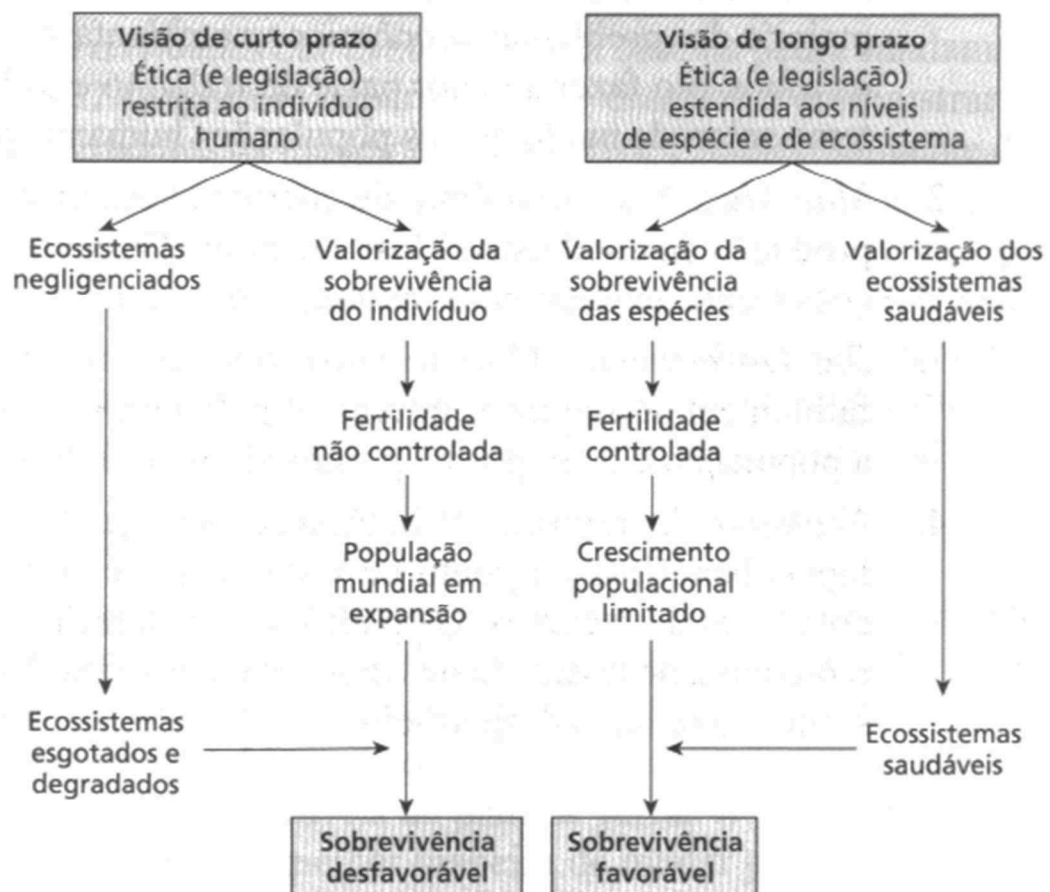 Visão de curto prazo
Ética (e legislação)
restrita ao indivíduo
humano
Visão de longo prazo
Ética (e legislação)
estendida aos níveis
de espécie e de ecossistema
Ecossistemas
negligenciados
Valorização da
sobrevivência
do indivíduo
Valorização da
sobrevivência
das espécies
Valorização dos
ecossistemas
saudáveis
Fertilidade
não controlada
Fertilidade
controlada
População
mundial em
expansão
Crescimento
populacional
limitado
Ecossistemas
esgotados e
degradados
Ecossistemas
saudáveis
Sobrevivência
desfavorável
Sobrevivência
favorável